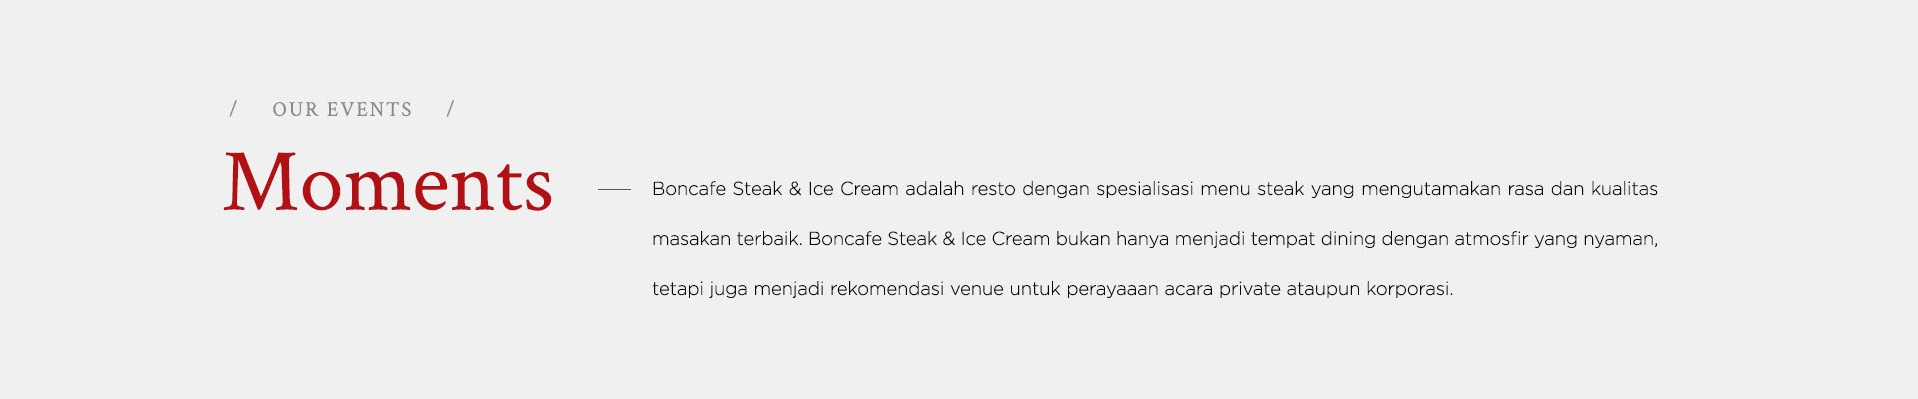 / OUR EVENTS /
Moments
Boncafe Steak & Ice Cream adalah resto dengan spesialisasi menu steak yang mengutamakan rasa dan kualitas
masakan terbaik. Boncafe Steak & Ice Cream bukan hanya menjadi tempat dining dengan atmosfir yang nyaman,
tetapi juga menjadi rekomendasi venue untuk perayaaan acara private ataupun korporasi.